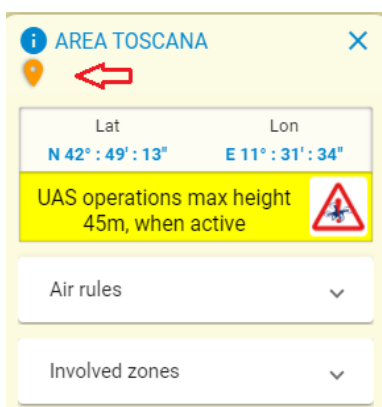 i AREA TOSCANA ×
Lat Lon
N 42° : 49' : 13" E 11° : 31' : 34"
UAS operations max height
45m, when active
Air rules
Involved zones